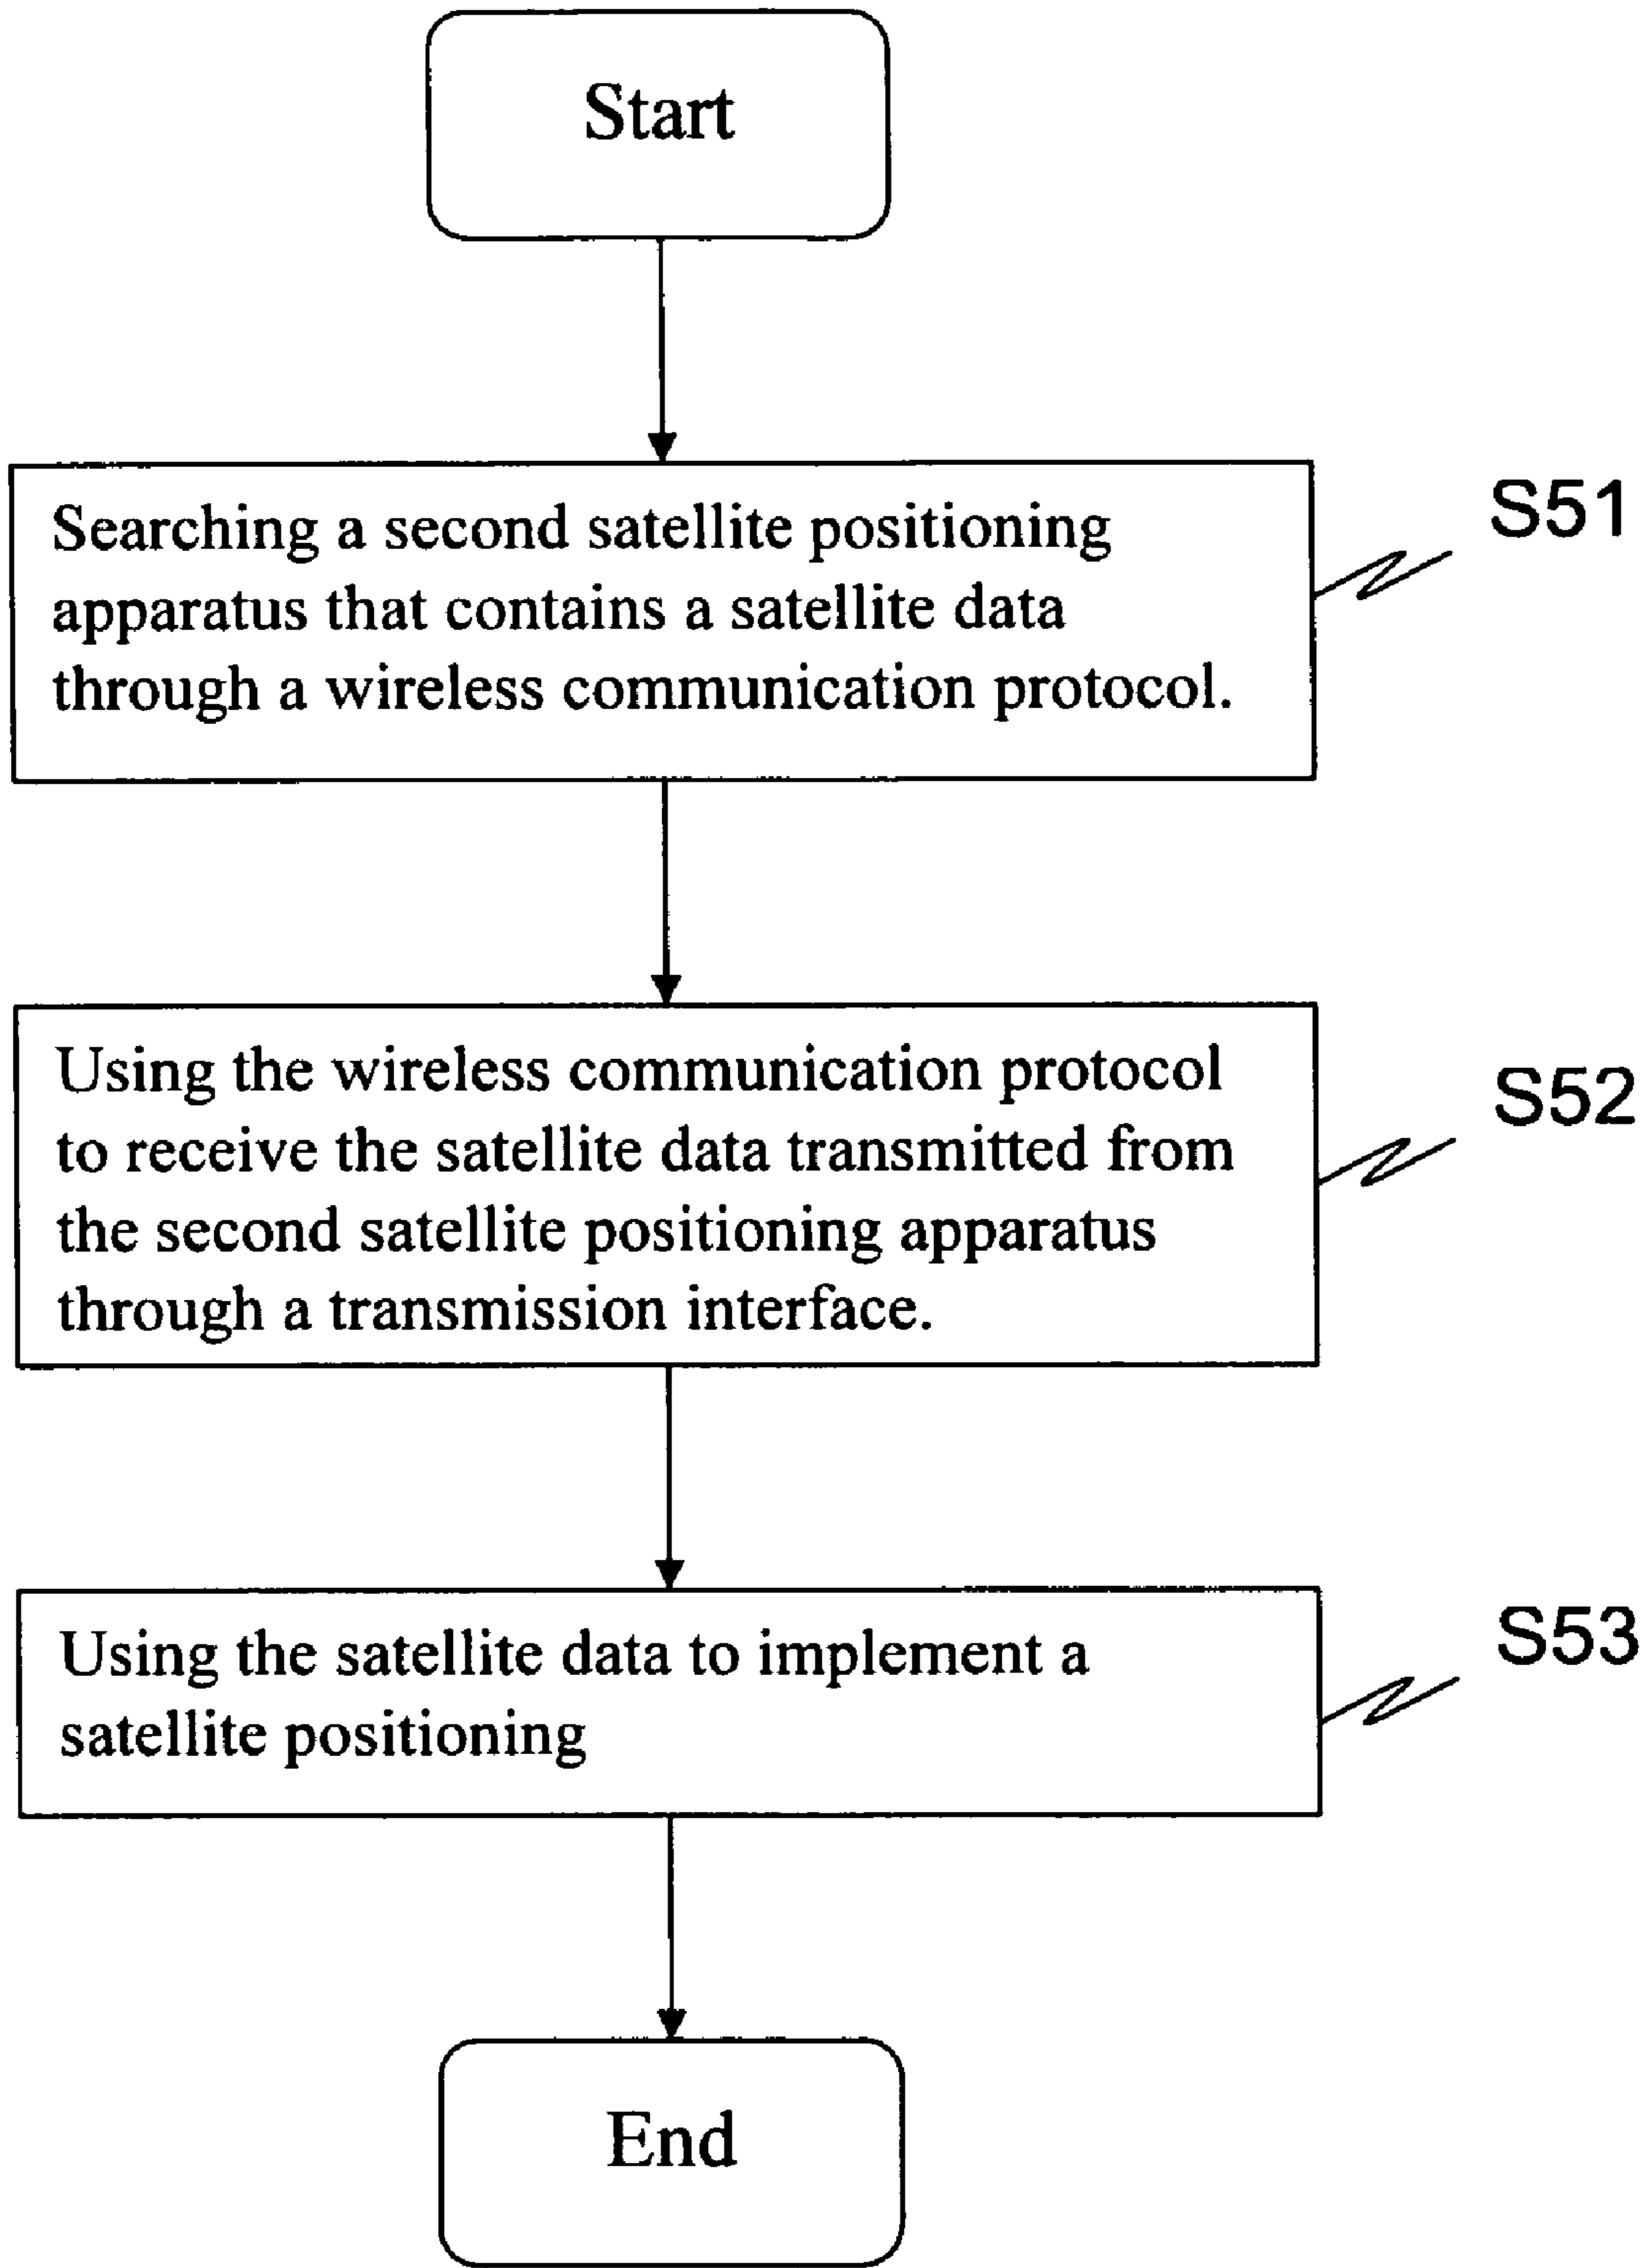 Start
Searching a second satellite positioning
apparatus that contains a satellite data
through a wireless communication protocol.
S51
Using the wireless communication protocol
to receive the satellite data transmitted from
the second satellite positioning apparatus
through a transmission interface.
S52
Using the satellite data to implement a
satellite positioning
S53
End